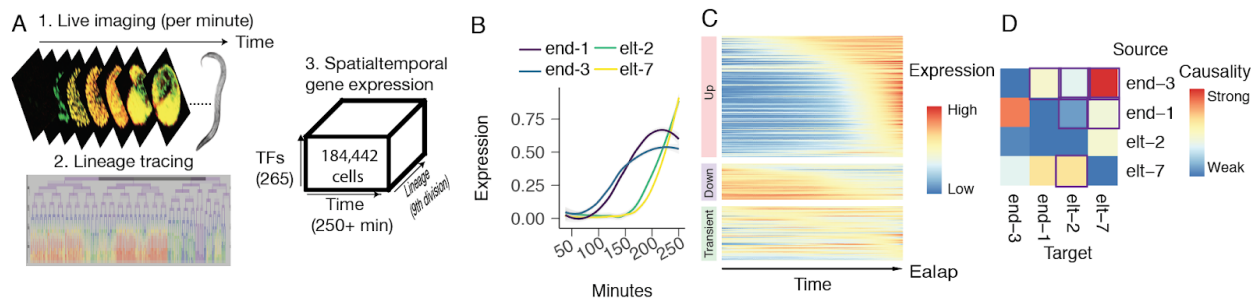 A
1. Live imaging (per minute)
Time
2. Lineage tracing
3. Spatialtemporal
gene expression
TFs
(265)
184,442
cells
Time
(250+ min)
Lineage
(9th division)
B
end-1
elt-2
end-3
elt-7
Expression
0.75
0.50
0.25
0.00
50
100
150
200
250
Minutes
C
Up
Down
Transient
Time
Ealap
Expression
High
Low
D
Source
end-3
end-1
elt-2
elt-7
end-3
end-1
elt-2
elt-7
Target
Causality
Strong
Weak